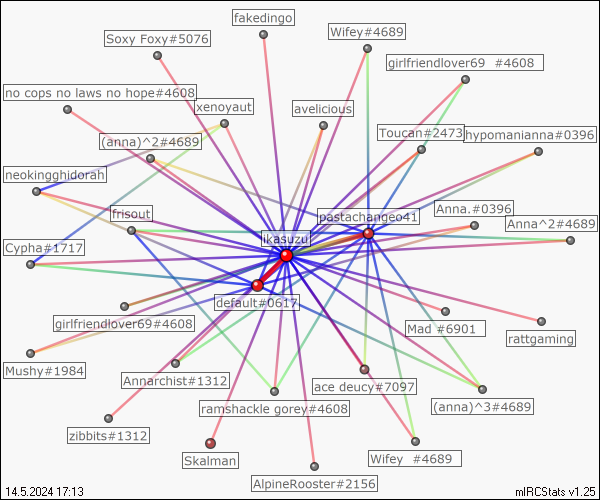 fakedingo
Soxy Foxy#5076
Wifey#4689
girlfriendlover69 #4608
no cops no laws no hope#4608
xenoyaut
avelicious
Toucan#2473
hypomanianna#0396
(anna)^2#4689
neokingghidorah
frisout
pastachangeo41
Anna.#0396
Anna^2#4689
ikasuzu
Cypha#1717
default#0617
girlfriendlover69#4608
Mad #6901
rattgaming
Mushy#1984
Annarchist#1312
ace deucy#7097
ramshackle gorey#4608
(anna)^3#4689
zibbits#1312
Skalman
Wifey #4689
AlpineRooster#2156
14.5.2024 17:13
mIRCStats v1.25